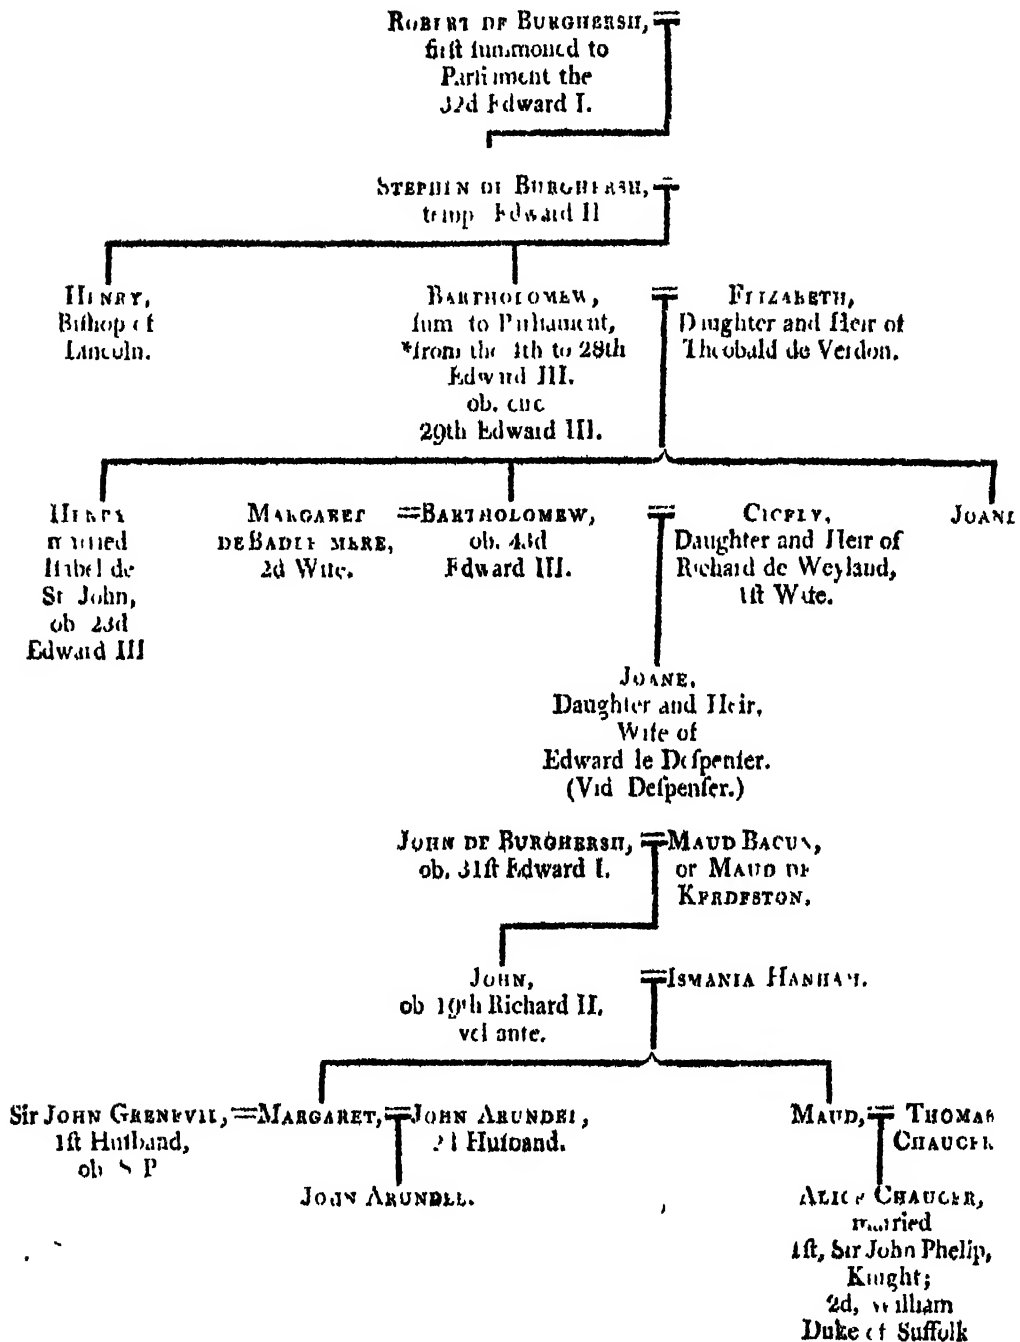 ROBERT DE BURGHERSH,
firſt ſummoned to
Parliament the
32d Edward I.
STEPHEN DE BURGHERSH,
temp. Edward II
HENRY,
Biſhop of
Lincoln.
BARTHOLOMEW,
ſum to Parliament,
*from the 4th to 28th
Edward III.
ob. circ
29th Edward III.
ELIZABETH,
Daughter and Heir of
Theobald de Verdon.
HENRY
married
Iſabel de
St John,
ob 23d
Edward III
MARGARET
DE BADLESMERE,
2d Wife.
BARTHOLOMEW,
ob. 43d
Edward III.
CICELY,
Daughter and Heir of
Richard de Weyland,
1ſt Wife.
JOANE
JOANE,
Daughter and Heir,
Wife of
Edward le Deſpenſer.
(Vid Deſpenſer.)
JOHN DE BURGHERSH,
ob. 31ſt Edward I.
MAUD BACUN,
or MAUD DE
KERDESTON.
JOHN,
ob 19th Richard II.
vel ante.
ISMANIA HANHAM.
Sir JOHN GRENEVIL,
1ſt Huſband,
ob S P
MARGARET,
JOHN ARUNDEL,
2d Huſband.
MAUD,
THOMAS
CHAUCER
JOHN ARUNDEL.
ALICE CHAUCER,
married
1ſt, Sir John Phelip,
Knight;
2d, William
Duke of Suffolk